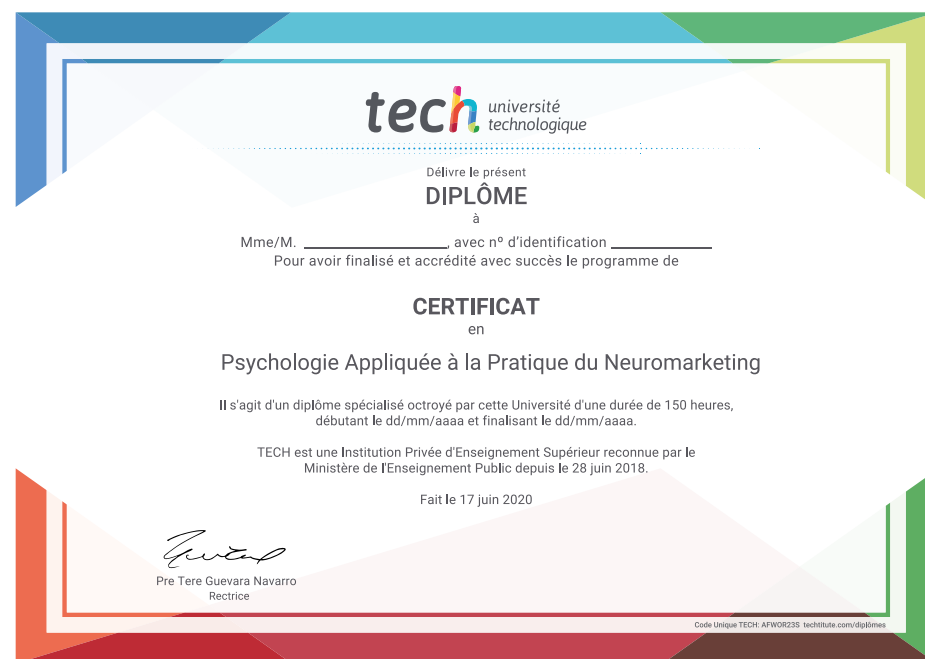 tech université
technologique
Délivre le présent
DIPLÔME
à
Mme/M. ____________________, avec nº d'identification ______________
Pour avoir finalisé et accrédité avec succès le programme de
CERTIFICAT
en
Psychologie Appliquée à la Pratique du Neuromarketing
Il s'agit d'un diplôme spécialisé octroyé par cette Université d'une durée de 150 heures,
débutant le dd/mm/aaaa et finalisant le dd/mm/aaaa.
TECH est une Institution Privée d'Enseignement Supérieur reconnue par le
Ministère de l'Enseignement Public depuis le 28 juin 2018.
Fait le 17 juin 2020
Pre Tere Guevara Navarro
Rectrice
Code Unique TECH: AFWOR23S techtitute.com/diplômes